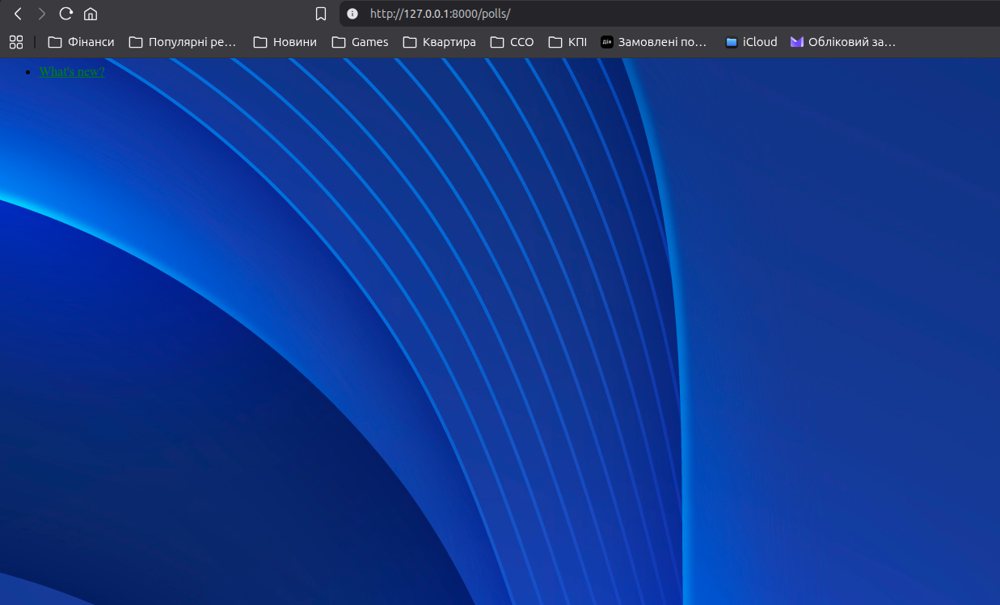 http://127.0.0.1:8000/polls/
Фінанси Популярні ре... Новини Games Квартира ССО КПІ Дія Замовлені по... iCloud Обліковий за...
What's new?